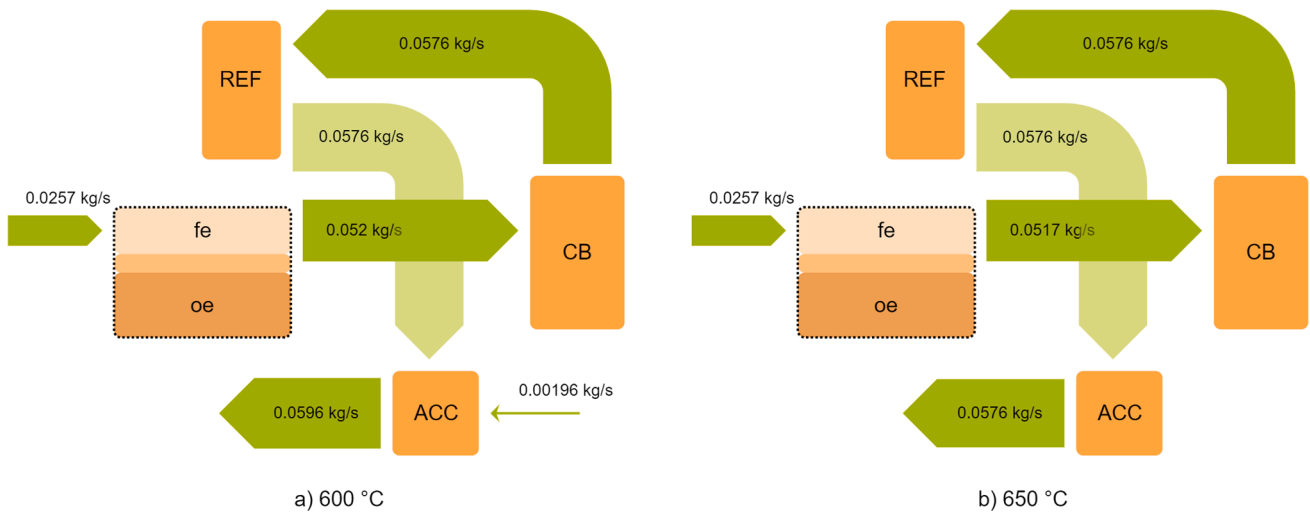 0.0576 kg/s
REF
0.0576 kg/s
0.0257 kg/s
fe
0.052 kg/s
CB
oe
0.0596 kg/s
ACC
0.00196 kg/s
a) 600 °C
0.0576 kg/s
REF
0.0576 kg/s
0.0257 kg/s
fe
0.0517 kg/s
CB
oe
0.0576 kg/s
ACC
b) 650 °C